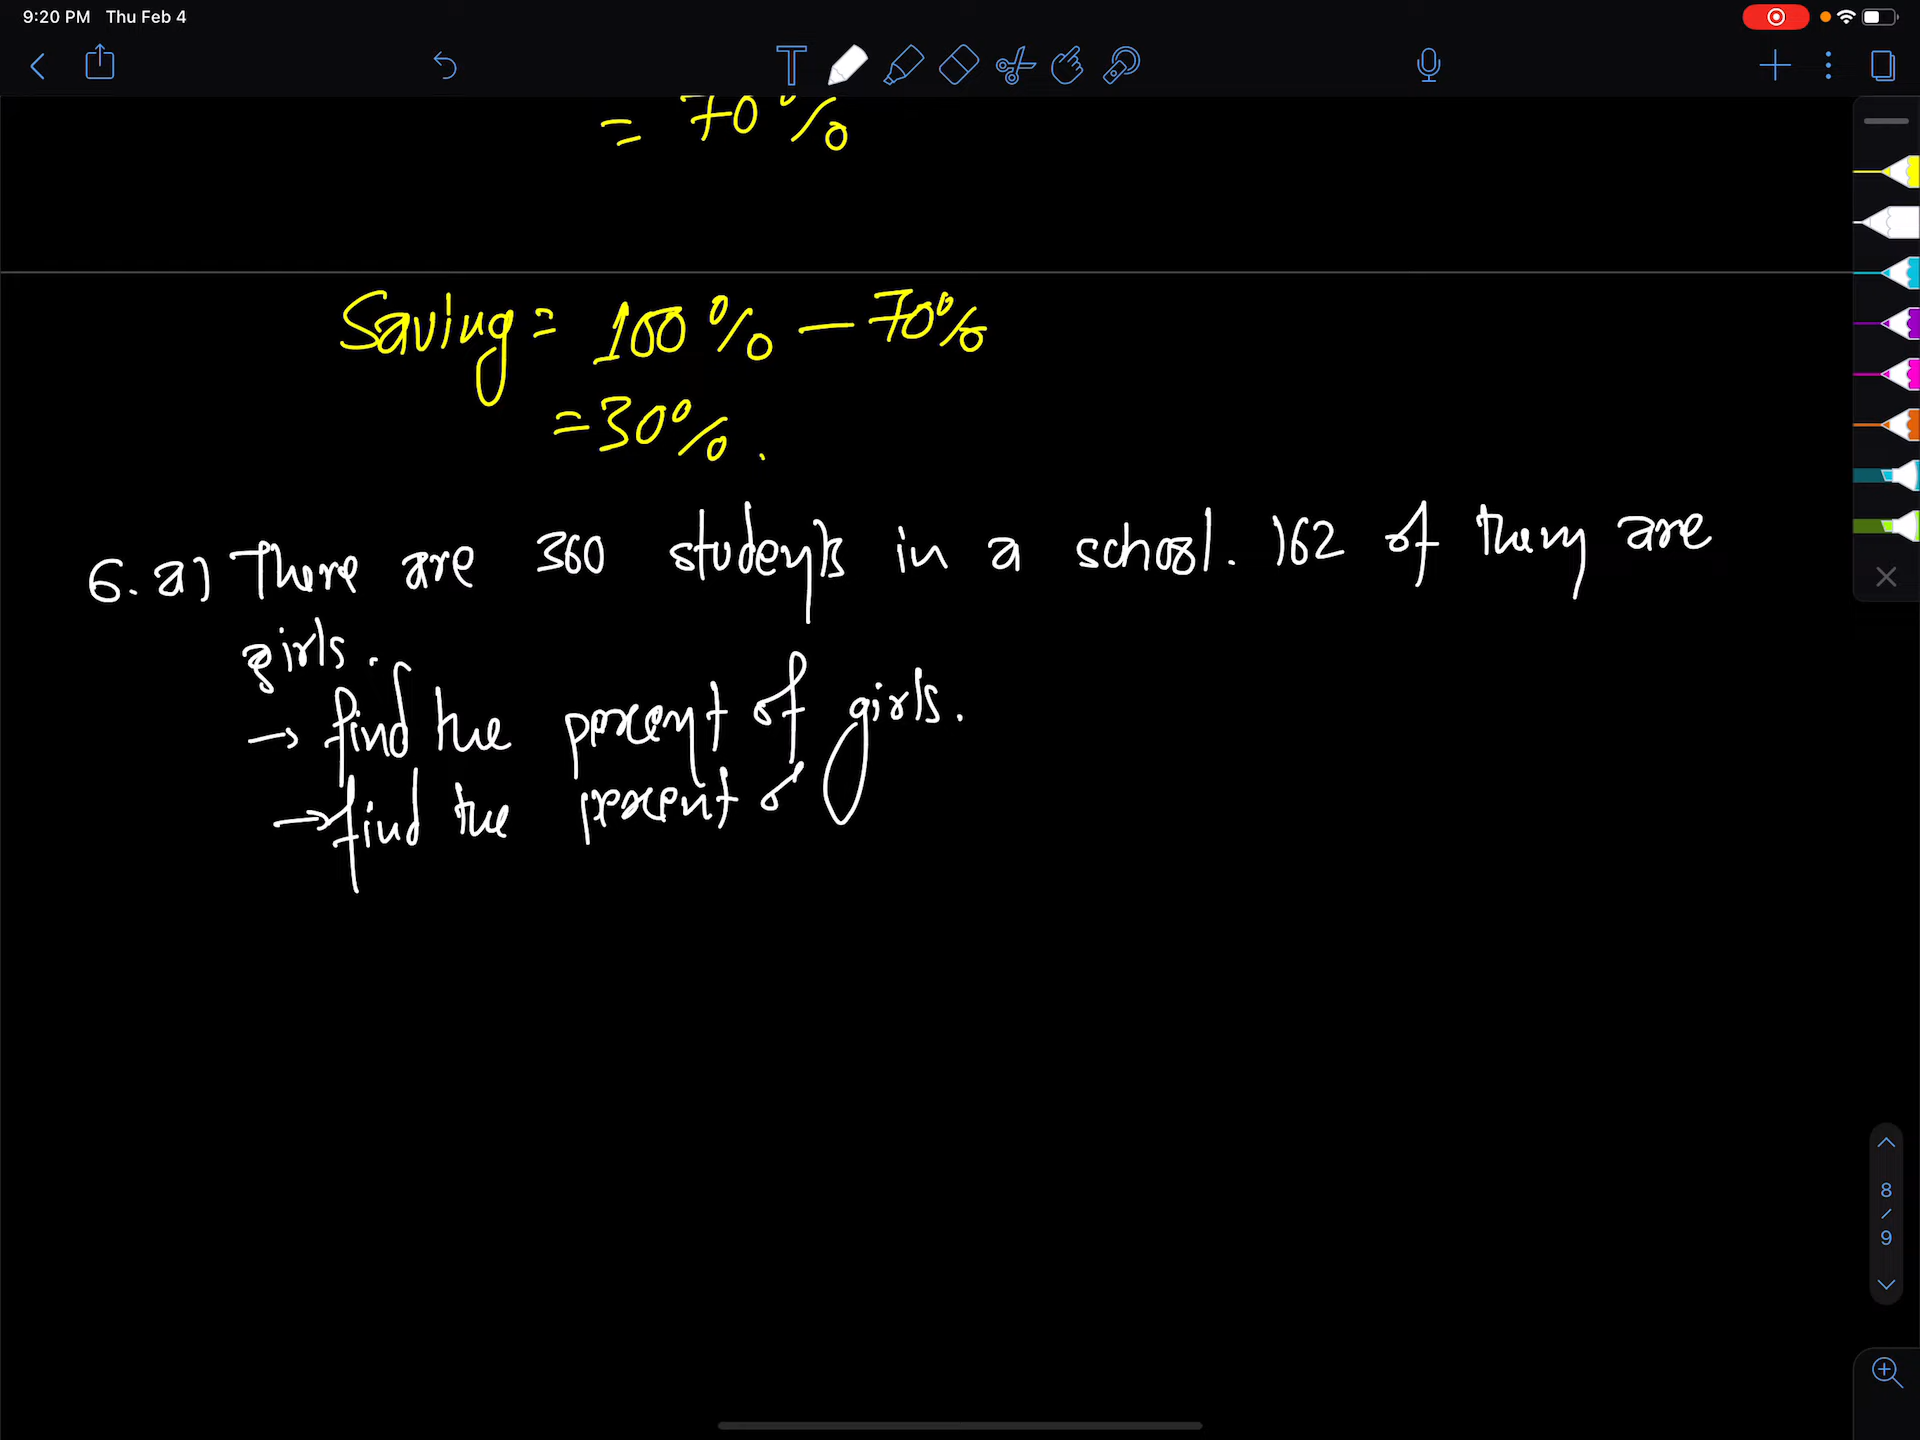 9:20 PM Thu Feb 4
= 70%
Saving = 100% - 70%
= 30%.
6. a) There are 360 students in a school. 162 of them are
girls.
→ find the percent of girls.
→ find the percent o
8
/
9